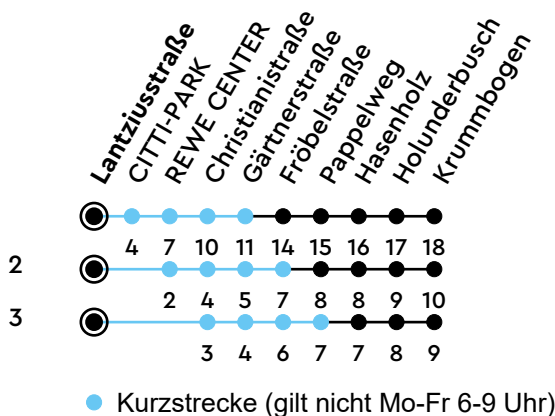 Lantziusstraße
CITTI-PARK
REWE CENTER
Christianistraße
Gärtnerstraße
Fröbelstraße
Pappelweg
Hasenholz
Holunderbusch
Krummbogen
4 7 10 11 14 15 16 17 18
2
2 4 5 7 8 8 9 10
3
3 4 6 7 7 8 9
Kurzstrecke (gilt nicht Mo-Fr 6-9 Uhr)